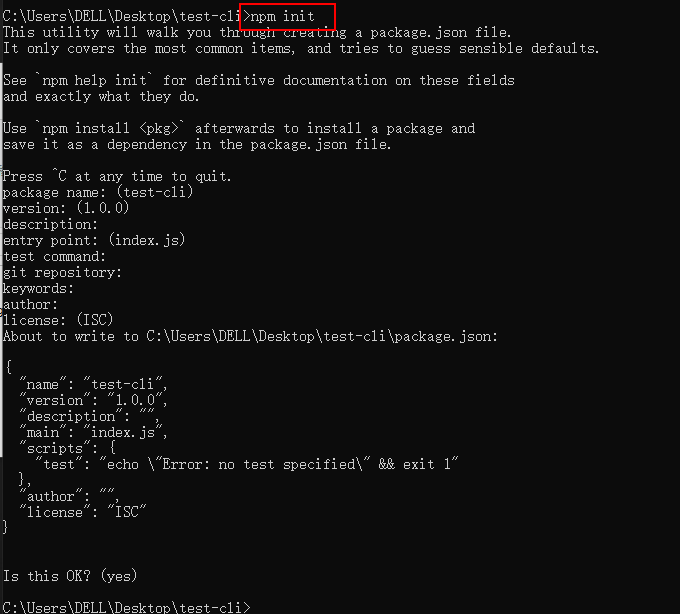 C:\Users\DELL\Desktop\test-cli>npm init
This utility will walk you through creating a package.json file.
It only covers the most common items, and tries to guess sensible defaults.
See `npm help init` for definitive documentation on these fields
and exactly what they do.
Use `npm install <pkg>` afterwards to install a package and
save it as a dependency in the package.json file.
Press ^C at any time to quit.
package name: (test-cli)
version: (1.0.0)
description:
entry point: (index.js)
test command:
git repository:
keywords:
author:
license: (ISC)
About to write to C:\Users\DELL\Desktop\test-cli\package.json:
{
  "name": "test-cli",
  "version": "1.0.0",
  "description": "",
  "main": "index.js",
  "scripts": {
    "test": "echo \"Error: no test specified\" && exit 1"
  },
  "author": "",
  "license": "ISC"
}
Is this OK? (yes)
C:\Users\DELL\Desktop\test-cli>